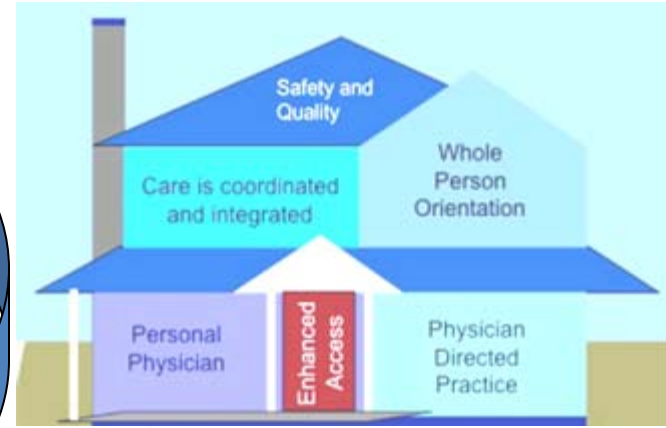 Safety and
Quality
Care is coordinated
and integrated
Whole
Person
Orientation
Personal
Physician
Enhanced
Access
Physician
Directed
Practice